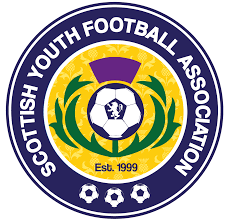 SCOTTISH YOUTH FOOTBALL ASSOCIATION
Est. 1999